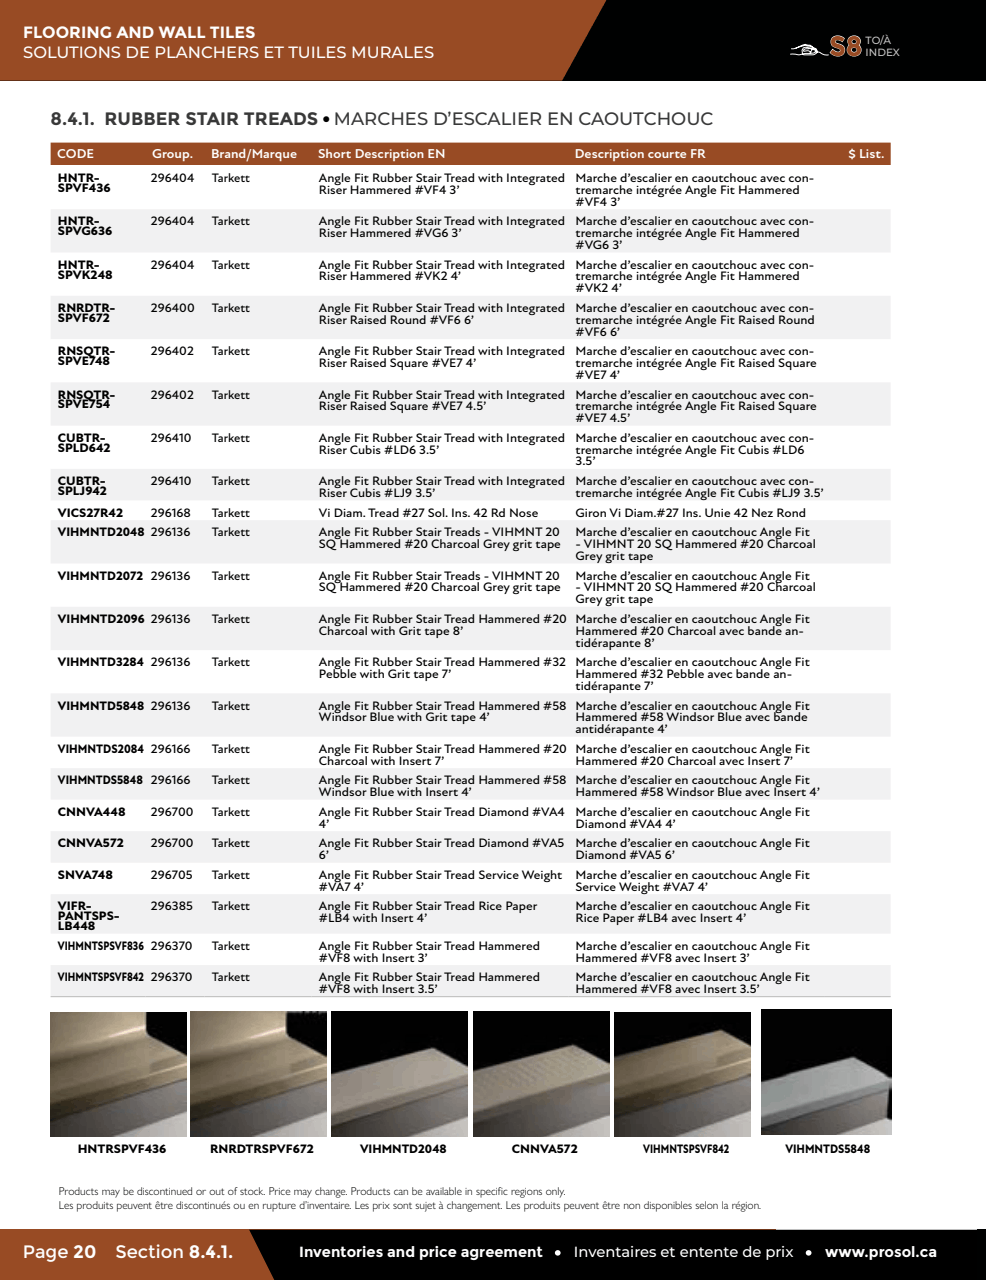 FLOORING AND WALL TILES
SOLUTIONS DE PLANCHERS ET TUILES MURALES
S8 TO/À INDEX
8.4.1. RUBBER STAIR TREADS • MARCHES D'ESCALIER EN CAOUTCHOUC
CODE Group. Brand/Marque Short Description EN Description courte FR $ List.
HNTR- 296404 Tarkett Angle Fit Rubber Stair Tread with Integrated Marche d'escalier en caoutchouc avec con-
SPVF436 Riser Hammered #VF4 3' tremarche intégrée Angle Fit Hammered
#VF4 3'
HNTR- 296404 Tarkett Angle Fit Rubber Stair Tread with Integrated Marche d'escalier en caoutchouc avec con-
SPVG636 Riser Hammered #VG6 3' tremarche intégrée Angle Fit Hammered
#VG6 3'
HNTR- 296404 Tarkett Angle Fit Rubber Stair Tread with Integrated Marche d'escalier en caoutchouc avec con-
SPVK248 Riser Hammered #VK2 4' tremarche intégrée Angle Fit Hammered
#VK2 4'
RNRDTR- 296400 Tarkett Angle Fit Rubber Stair Tread with Integrated Marche d'escalier en caoutchouc avec con-
SPVF672 Riser Raised Round #VF6 6' tremarche intégrée Angle Fit Raised Round
#VF6 6'
RNSQTR- 296402 Tarkett Angle Fit Rubber Stair Tread with Integrated Marche d'escalier en caoutchouc avec con-
SPVE748 Riser Raised Square #VE7 4' tremarche intégrée Angle Fit Raised Square
#VE7 4'
RNSQTR- 296402 Tarkett Angle Fit Rubber Stair Tread with Integrated Marche d'escalier en caoutchouc avec con-
SPVE754 Riser Raised Square #VE7 4.5' tremarche intégrée Angle Fit Raised Square
#VE7 4.5'
CUBTR- 296410 Tarkett Angle Fit Rubber Stair Tread with Integrated Marche d'escalier en caoutchouc avec con-
SPLD642 Riser Cubis #LD6 3.5' tremarche intégrée Angle Fit Cubis #LD6
3.5'
CUBTR- 296410 Tarkett Angle Fit Rubber Stair Tread with Integrated Marche d'escalier en caoutchouc avec con-
SPLJ942 Riser Cubis #LJ9 3.5' tremarche intégrée Angle Fit Cubis #LJ9 3.5'
VICS27R42 296168 Tarkett Vi Diam. Tread #27 Sol. Ins. 42 Rd Nose Giron Vi Diam.#27 Ins. Unie 42 Nez Rond
VIHMNTD2048 296136 Tarkett Angle Fit Rubber Stair Treads - VIHMNT 20 Marche d'escalier en caoutchouc Angle Fit
SQ Hammered #20 Charcoal Grey grit tape - VIHMNT 20 SQ Hammered #20 Charcoal
Grey grit tape
VIHMNTD2072 296136 Tarkett Angle Fit Rubber Stair Treads - VIHMNT 20 Marche d'escalier en caoutchouc Angle Fit
SQ Hammered #20 Charcoal Grey grit tape - VIHMNT 20 SQ Hammered #20 Charcoal
Grey grit tape
VIHMNTD2096 296136 Tarkett Angle Fit Rubber Stair Tread Hammered #20 Marche d'escalier en caoutchouc Angle Fit
Charcoal with Grit tape 8' Hammered #20 Charcoal avec bande an-
tidérapante 8'
VIHMNTD3284 296136 Tarkett Angle Fit Rubber Stair Tread Hammered #32 Marche d'escalier en caoutchouc Angle Fit
Pebble with Grit tape 7' Hammered #32 Pebble avec bande an-
tidérapante 7'
VIHMNTD5848 296136 Tarkett Angle Fit Rubber Stair Tread Hammered #58 Marche d'escalier en caoutchouc Angle Fit
Windsor Blue with Grit tape 4' Hammered #58 Windsor Blue avec bande
antidérapante 4'
VIHMNTDS2084 296166 Tarkett Angle Fit Rubber Stair Tread Hammered #20 Marche d'escalier en caoutchouc Angle Fit
Charcoal with Insert 7' Hammered #20 Charcoal avec Insert 7'
VIHMNTDS5848 296166 Tarkett Angle Fit Rubber Stair Tread Hammered #58 Marche d'escalier en caoutchouc Angle Fit
Windsor Blue with Insert 4' Hammered #58 Windsor Blue avec Insert 4'
CNNVA448 296700 Tarkett Angle Fit Rubber Stair Tread Diamond #VA4 Marche d'escalier en caoutchouc Angle Fit
4' Diamond #VA4 4'
CNNVA572 296700 Tarkett Angle Fit Rubber Stair Tread Diamond #VA5 Marche d'escalier en caoutchouc Angle Fit
6' Diamond #VA5 6'
SNVA748 296705 Tarkett Angle Fit Rubber Stair Tread Service Weight Marche d'escalier en caoutchouc Angle Fit
#VA7 4' Service Weight #VA7 4'
VIFR- 296385 Tarkett Angle Fit Rubber Stair Tread Rice Paper Marche d'escalier en caoutchouc Angle Fit
PANTSPS- #LB4 with Insert 4' Rice Paper #LB4 avec Insert 4'
LB448
VIHMNTSPSVF836 296370 Tarkett Angle Fit Rubber Stair Tread Hammered Marche d'escalier en caoutchouc Angle Fit
#VF8 with Insert 3' Hammered #VF8 avec Insert 3'
VIHMNTSPSVF842 296370 Tarkett Angle Fit Rubber Stair Tread Hammered Marche d'escalier en caoutchouc Angle Fit
#VF8 with Insert 3.5' Hammered #VF8 avec Insert 3.5'
HNTRSPVF436 RNRDTRSPVF672 VIHMNTD2048 CNNVA572 VIHMNTSPSVF842 VIHMNTDS5848
Products may be discontinued or out of stock. Price may change. Products can be available in specific regions only.
Les produits peuvent être discontinués ou en rupture d'inventaire. Les prix sont sujet à changement. Les produits peuvent être non disponibles selon la région.
Page 20 Section 8.4.1. Inventories and price agreement • Inventaires et entente de prix • www.prosol.ca